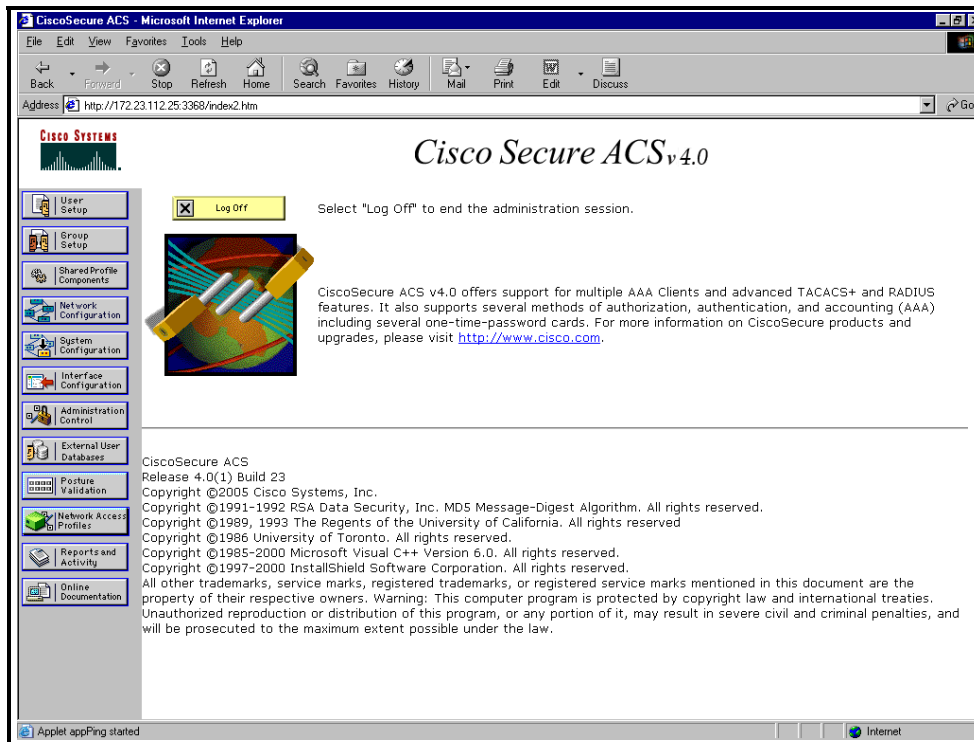 CiscoSecure ACS - Microsoft Internet Explorer
File Edit View Favorites Tools Help
Back Forward Stop Refresh Home Search Favorites History Mail Print Edit Discuss
Address http://172.23.112.25:3368/index2.htm Go
CISCO SYSTEMS
Cisco Secure ACS v 4.0
User
Setup
Group
Setup
Shared Profile
Components
Network
Configuration
System
Configuration
Interface
Configuration
Administration
Control
External User
Databases
Posture
Validation
Network Access
Profiles
Reports and
Activity
Online
Documentation
Log Off
Select "Log Off" to end the administration session.
CiscoSecure ACS v4.0 offers support for multiple AAA Clients and advanced TACACS+ and RADIUS
features. It also supports several methods of authorization, authentication, and accounting (AAA)
including several one-time-password cards. For more information on CiscoSecure products and
upgrades, please visit http://www.cisco.com.
CiscoSecure ACS
Release 4.0(1) Build 23
Copyright ©2005 Cisco Systems, Inc.
Copyright ©1991-1992 RSA Data Security, Inc. MD5 Message-Digest Algorithm. All rights reserved.
Copyright ©1989, 1993 The Regents of the University of California. All rights reserved
Copyright ©1986 University of Toronto. All rights reserved.
Copyright ©1985-2000 Microsoft Visual C++ Version 6.0. All rights reserved.
Copyright ©1997-2000 InstallShield Software Corporation. All rights reserved.
All other trademarks, service marks, registered trademarks, or registered service marks mentioned in this document are the
property of their respective owners. Warning: This computer program is protected by copyright law and international treaties.
Unauthorized reproduction or distribution of this program, or any portion of it, may result in severe civil and criminal penalties, and
will be prosecuted to the maximum extent possible under the law.
Applet appPing started
Internet